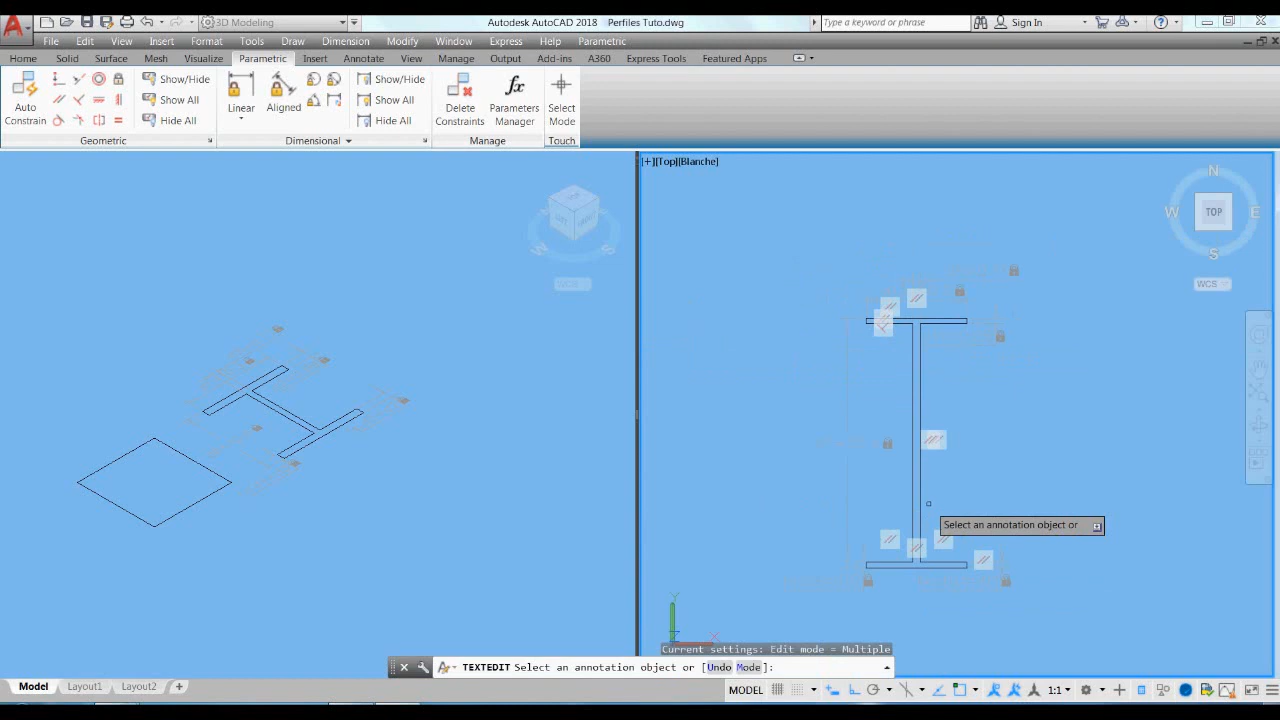 3D Modeling
Autodesk AutoCAD 2018 Perfiles Tuto.dwg
Type a keyword or phrase
Sign In
File Edit View Insert Format Tools Draw Dimension Modify Window Express Help Parametric
Home Solid Surface Mesh Visualize Parametric Insert Annotate View Manage Output Add-ins A360 Express Tools Featured Apps
Auto Constrain
Show/Hide
Show All
Hide All
Linear
Aligned
Show/Hide
Show All
Hide All
Delete Constraints
Parameters Manager
Select Mode
Geometric
Dimensional
Manage
Touch
[+][Top][Blanche]
W
S
WCS
N
W
TOP
E
S
WCS
Select an annotation object or
Y
Z
X
Current settings: Edit mode = Multiple
TEXTEDIT Select an annotation object or [Undo Mode]:
Model Layout1 Layout2 +
MODEL
1:1